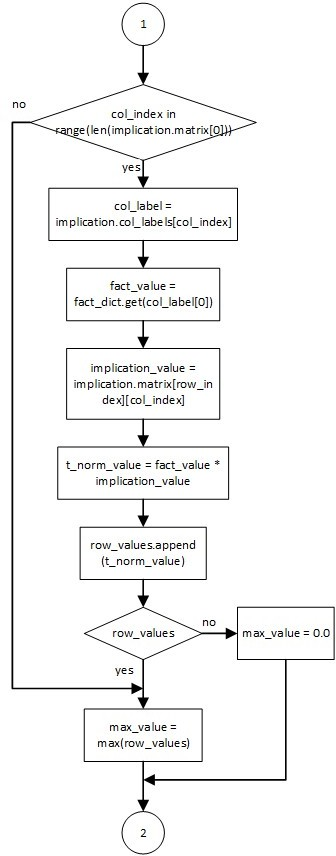 1
no
col_index in
range(len(implication.matrix[0]))
yes
col_label =
implication.col_labels[col_index]
fact_value =
fact_dict.get(col_label[0])
implication_value =
implication.matrix[row_in
dex][col_index]
t_norm_value = fact_value *
implication_value
row_values.append
(t_norm_value)
row_values
no
max_value = 0.0
yes
max_value =
max(row_values)
2